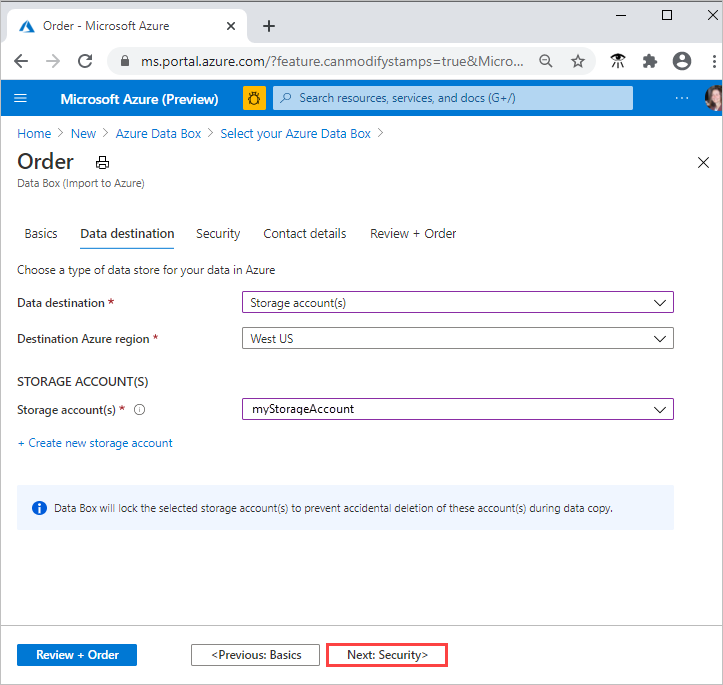 Order - Microsoft Azure
ms.portal.azure.com/?feature.canmodifystamps=true&Micro...
Microsoft Azure (Preview)
Search resources, services, and docs (G+/)
Home > New > Azure Data Box > Select your Azure Data Box >
Order
Data Box (Import to Azure)
Basics Data destination Security Contact details Review + Order
Choose a type of data store for your data in Azure
Data destination * Storage account(s)
Destination Azure region * West US
STORAGE ACCOUNT(S)
Storage account(s) * myStorageAccount
+ Create new storage account
Data Box will lock the selected storage account(s) to prevent accidental deletion of these account(s) during data copy.
Review + Order <Previous: Basics Next: Security>